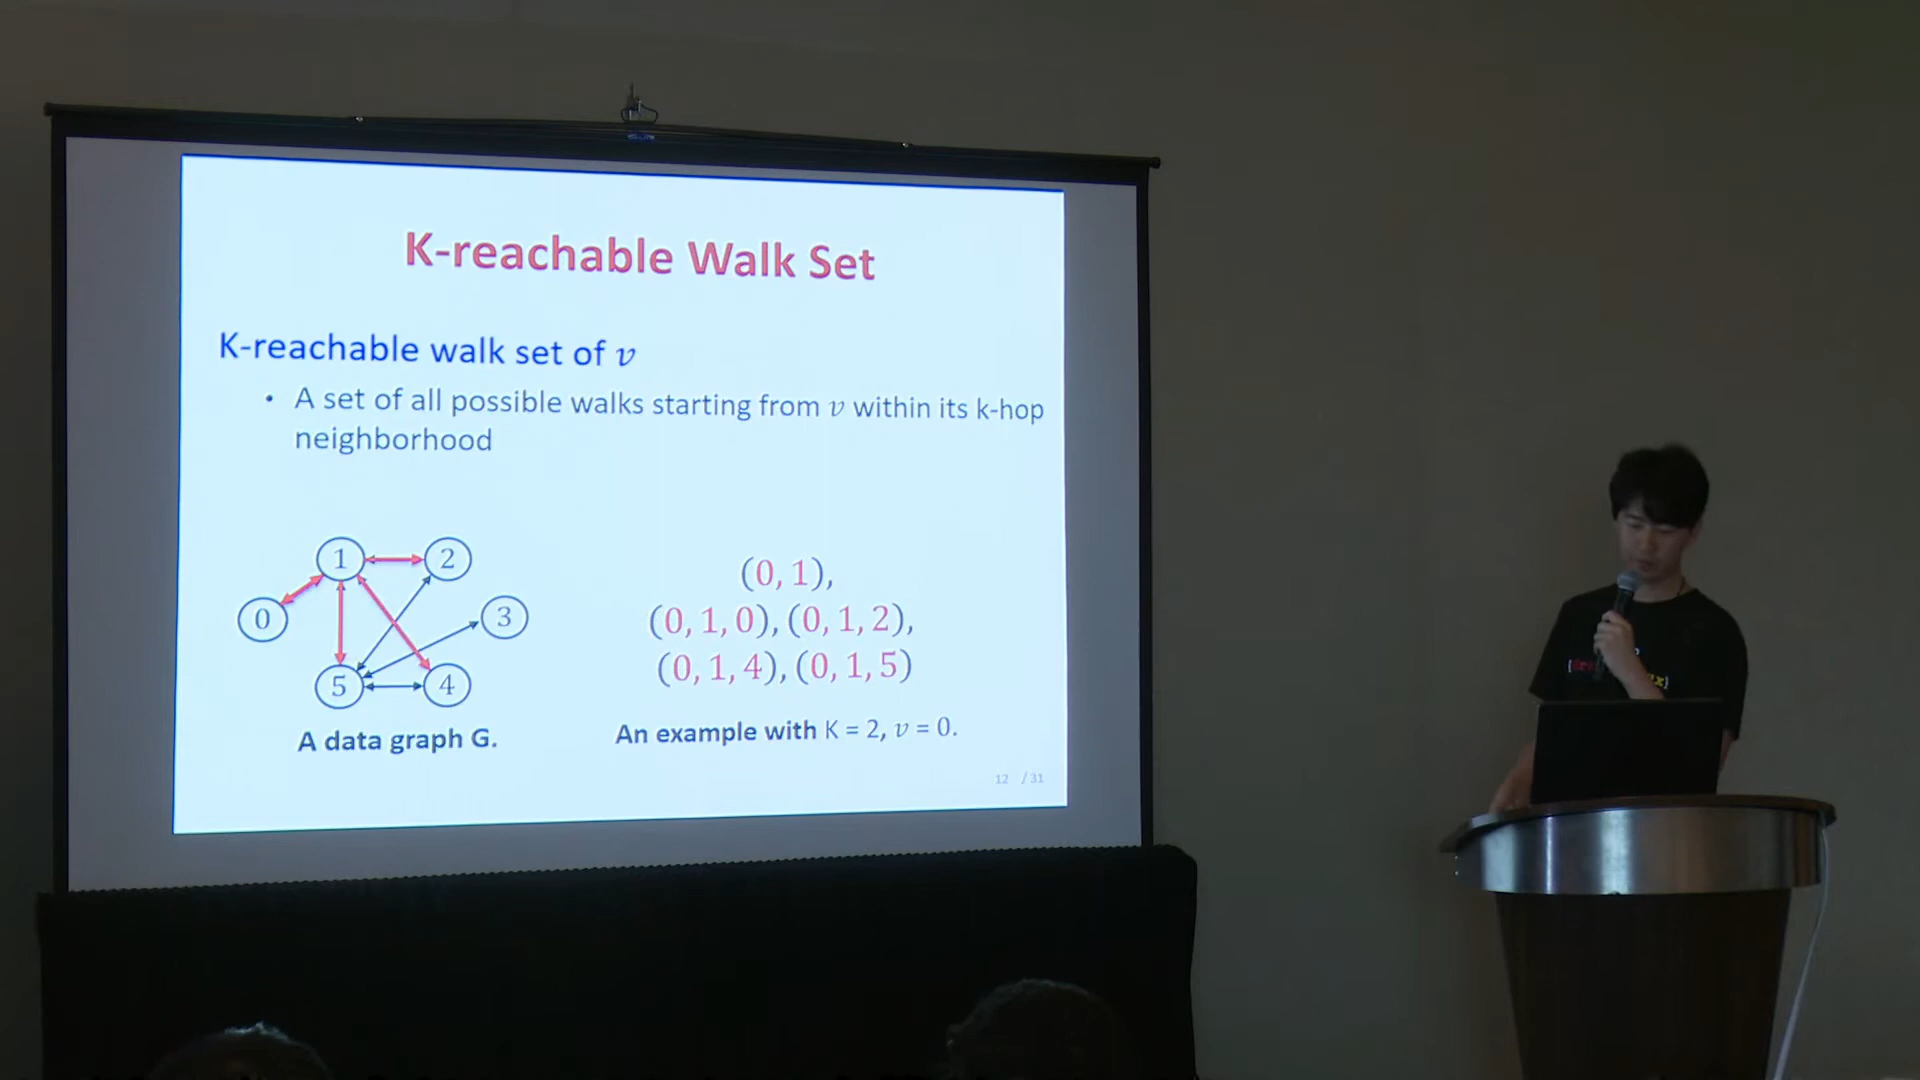 K-reachable Walk Set
K-reachable walk set of v
• A set of all possible walks starting from v within its k-hop
neighborhood
1
2
0
3
5
4
(0, 1),
(0, 1, 0), (0, 1, 2),
(0, 1, 4), (0, 1, 5)
A data graph G.
An example with K = 2, v = 0.
12 / 31